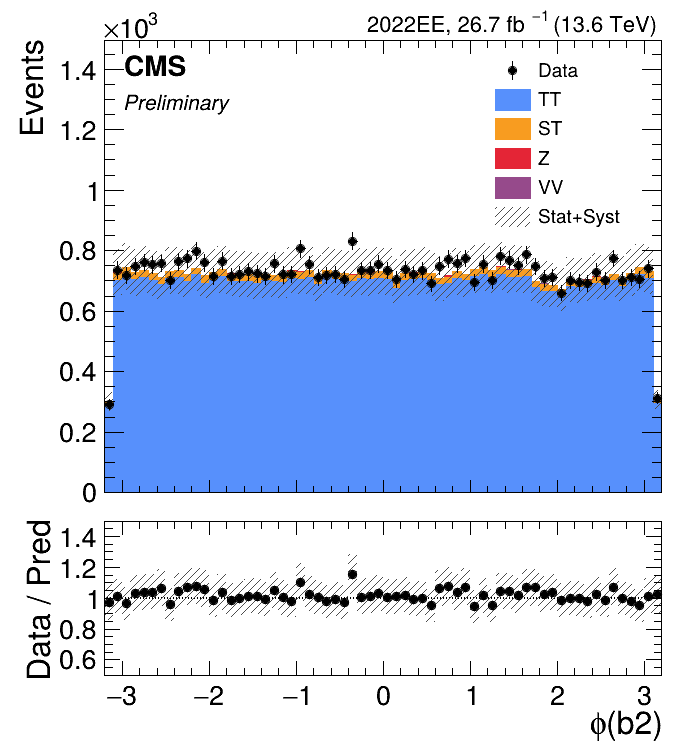 ×10³
2022EE, 26.7 fb ⁻¹ (13.6 TeV)
CMS
Preliminary
Data
TT
ST
Z
VV
Stat+Syst
Events
1.4
1.2
1
0.8
0.6
0.4
0.2
0
Data / Pred
1.4
1.2
1
0.8
0.6
−3 −2 −1 0 1 2 3
ϕ(b2)